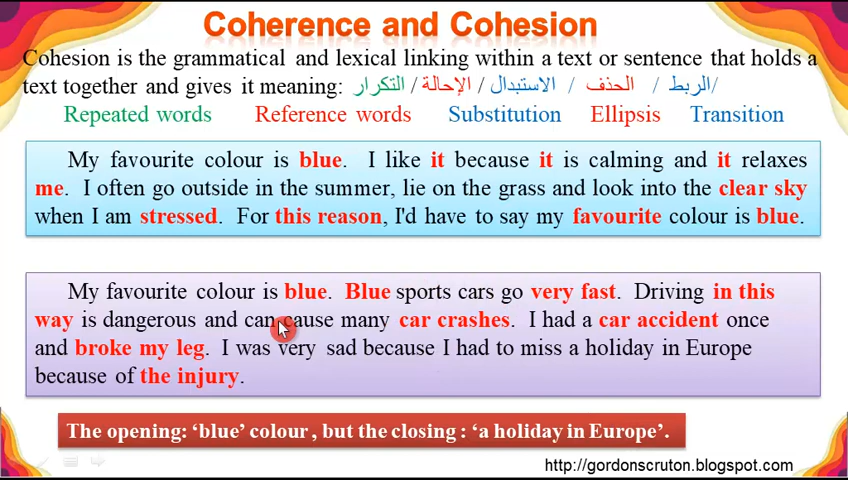 Coherence and Cohesion
Cohesion is the grammatical and lexical linking within a text or sentence that holds a
text together and gives it meaning: التكرار / الإحالة / الاستبدال / الحذف / الربط/
Repeated words Reference words Substitution Ellipsis Transition
My favourite colour is blue. I like it because it is calming and it relaxes
me. I often go outside in the summer, lie on the grass and look into the clear sky
when I am stressed. For this reason, I'd have to say my favourite colour is blue.
My favourite colour is blue. Blue sports cars go very fast. Driving in this
way is dangerous and can cause many car crashes. I had a car accident once
and broke my leg. I was very sad because I had to miss a holiday in Europe
because of the injury.
The opening: ‘blue’ colour , but the closing : ‘a holiday in Europe’.
http://gordonscruton.blogspot.com